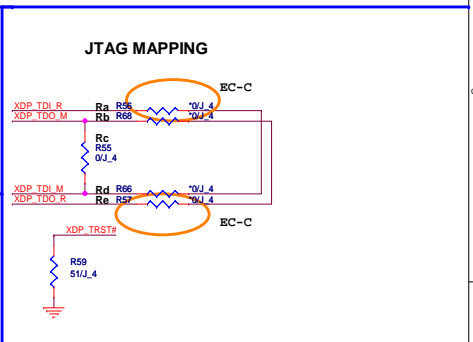 JTAG MAPPING
EC-C
XDP_TDI_R Ra R56 *0/J_4
XDP_TDO_M Rb R68 *0/J_4
Rc
R55
0/J_4
XDP_TDI_M Rd R66 *0/J_4
XDP_TDO_R Re R57 *0/J_4
EC-C
XDP_TRST#
R59
51/J_4